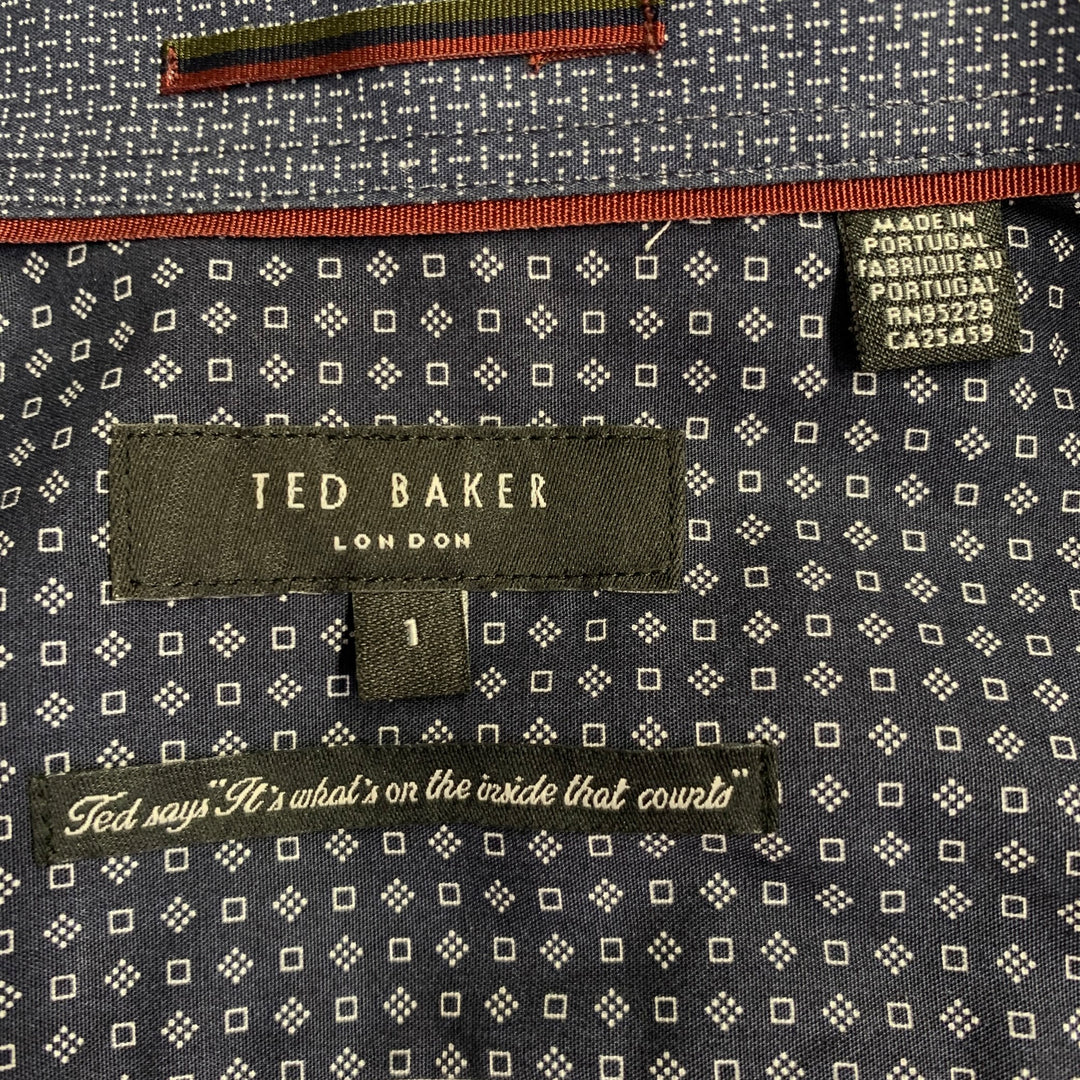 MADE IN
PORTUGAL
FABRIQUE AU
PORTUGAL
RN93229
CA25459
TED BAKER
LONDON
1
Ted says "It's what's on the inside that counts"